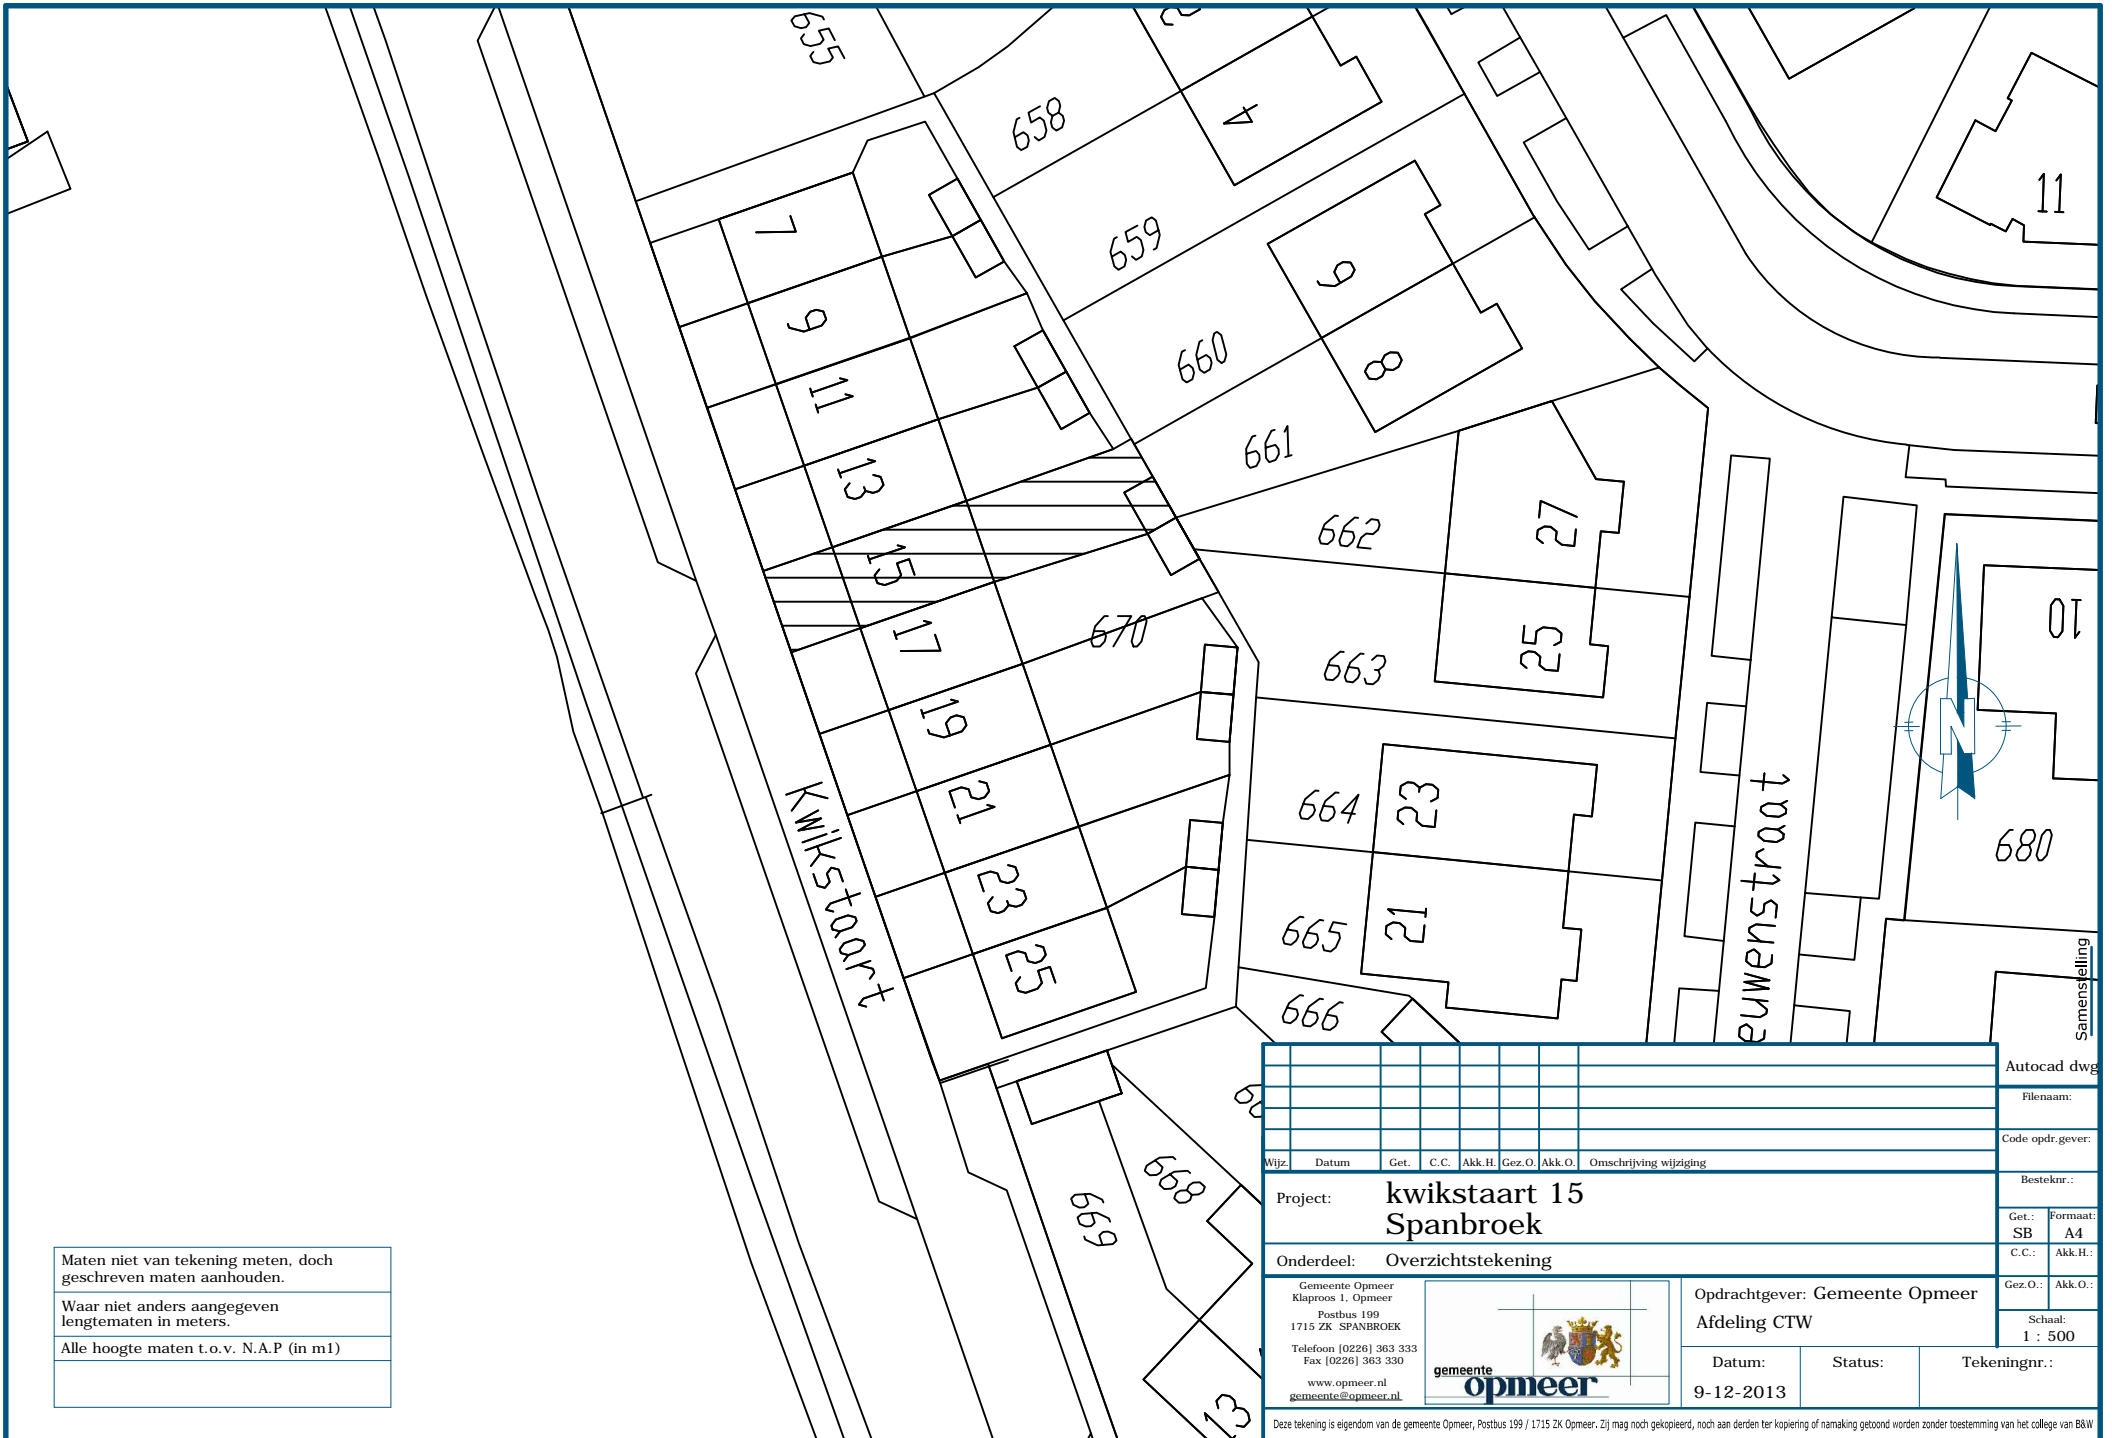 655
2
658
4
11
7
659
6
9
660
8
11
661
13
662
27
15
10
17
670
25
663
19
21
664
23
Kwikstaart
680
23
665
21
euwenstraat
25
666
Samenstelling
Autocad dwg
Filenaam:
Code opdr.gever:
Wijz. Datum Get. C.C. Akk.H. Gez.O. Akk.O. Omschrijving wijziging
668
669
Project: kwikstaart 15
Spanbroek
Besteknr.:
Get.: Formaat:
SB A4
Onderdeel: Overzichtstekening
C.C.: Akk.H.:
Gez.O.: Akk.O.:
Maten niet van tekening meten, doch
geschreven maten aanhouden.
Waar niet anders aangegeven
lengtematen in meters.
Alle hoogte maten t.o.v. N.A.P (in m1)
Gemeente Opmeer
Klaproos 1, Opmeer
Postbus 199
1715 ZK SPANBROEK
Telefoon [0226] 363 333
Fax [0226] 363 330
www.opmeer.nl
gemeente@opmeer.nl
gemeente
opmeer
Opdrachtgever: Gemeente Opmeer
Afdeling CTW
Schaal:
1 : 500
Datum: Status: Tekeningnr.:
9-12-2013
13
N
Deze tekening is eigendom van de gemeente Opmeer, Postbus 199 / 1715 ZK Opmeer. Zij mag noch gekopieerd, noch aan derden ter kopiering of namaking getoond worden zonder toestemming van het college van B&W